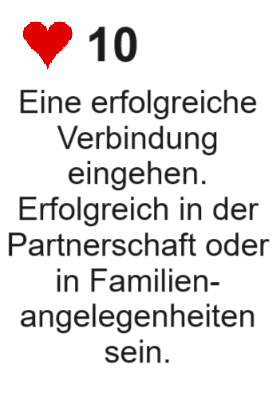 ♥ 10
Eine erfolgreiche
Verbindung
eingehen.
Erfolgreich in der
Partnerschaft oder
in Familien-
angelegenheiten
sein.